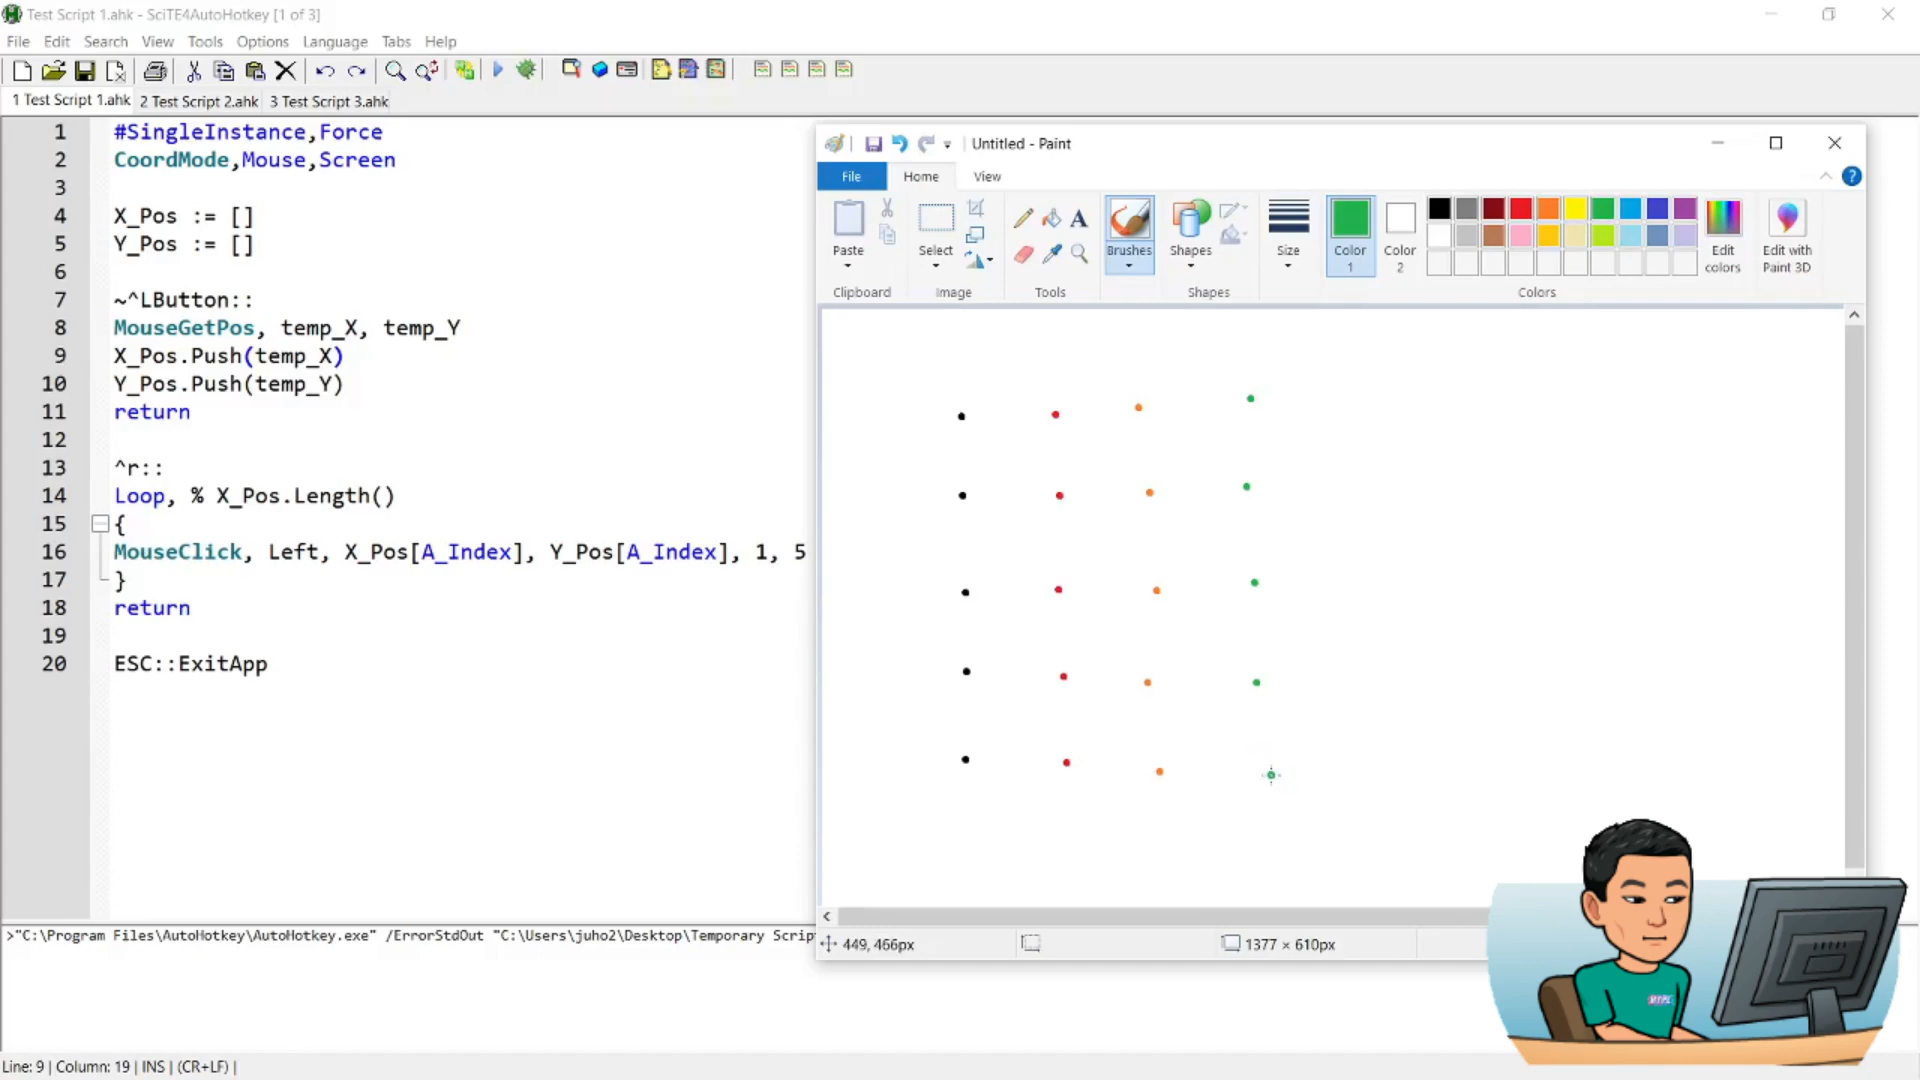 Test Script 1.ahk - SciTE4AutoHotkey [1 of 3]
File Edit Search View Tools Options Language Tabs Help
1 Test Script 1.ahk 2 Test Script 2.ahk 3 Test Script 3.ahk
1 #SingleInstance,Force
2 CoordMode,Mouse,Screen
3
4 X_Pos := []
5 Y_Pos := []
6
7 ~^LButton::
8 MouseGetPos, temp_X, temp_Y
9 X_Pos.Push(temp_X)
10 Y_Pos.Push(temp_Y)
11 return
12
13 ^r::
14 Loop, % X_Pos.Length()
15 {
16 MouseClick, Left, X_Pos[A_Index], Y_Pos[A_Index], 1, 5
17 }
18 return
19
20 ESC::ExitApp
>"C:\Program Files\AutoHotkey\AutoHotkey.exe" /ErrorStdOut "C:\Users\juho2\Desktop\Temporary Scrip
Line: 9 | Column: 19 | INS | (CR+LF) |
Untitled - Paint
File Home View
Paste
Select
Brushes
Shapes
Size
Color 1
Color 2
Edit colors
Edit with Paint 3D
Clipboard
Image
Tools
Shapes
Colors
449, 466px
1377 × 610px